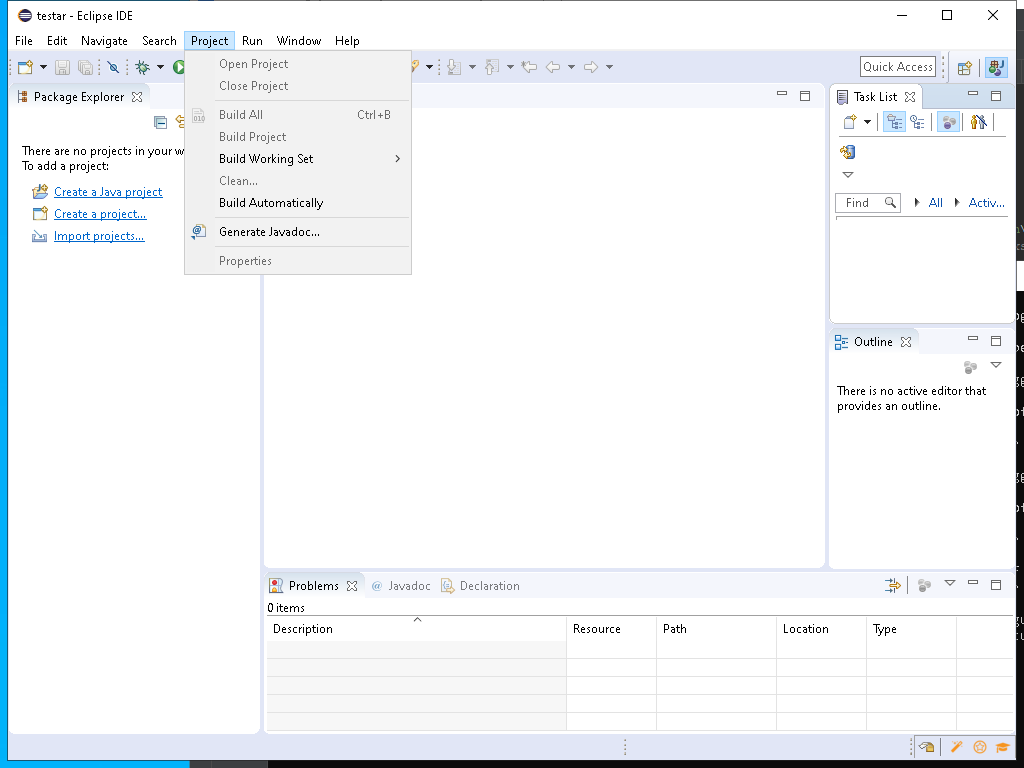 testar - Eclipse IDE
File Edit Navigate Search Project Run Window Help
Quick Access
Open Project
Close Project
Build All Ctrl+B
Build Project
Build Working Set
Clean...
Build Automatically
Generate Javadoc...
Properties
Package Explorer
There are no projects in your w
To add a project:
Create a Java project
Create a project...
Import projects...
Task List
Find All Activ...
Outline
There is no active editor that
provides an outline.
Problems @ Javadoc Declaration
0 items
Description Resource Path Location Type